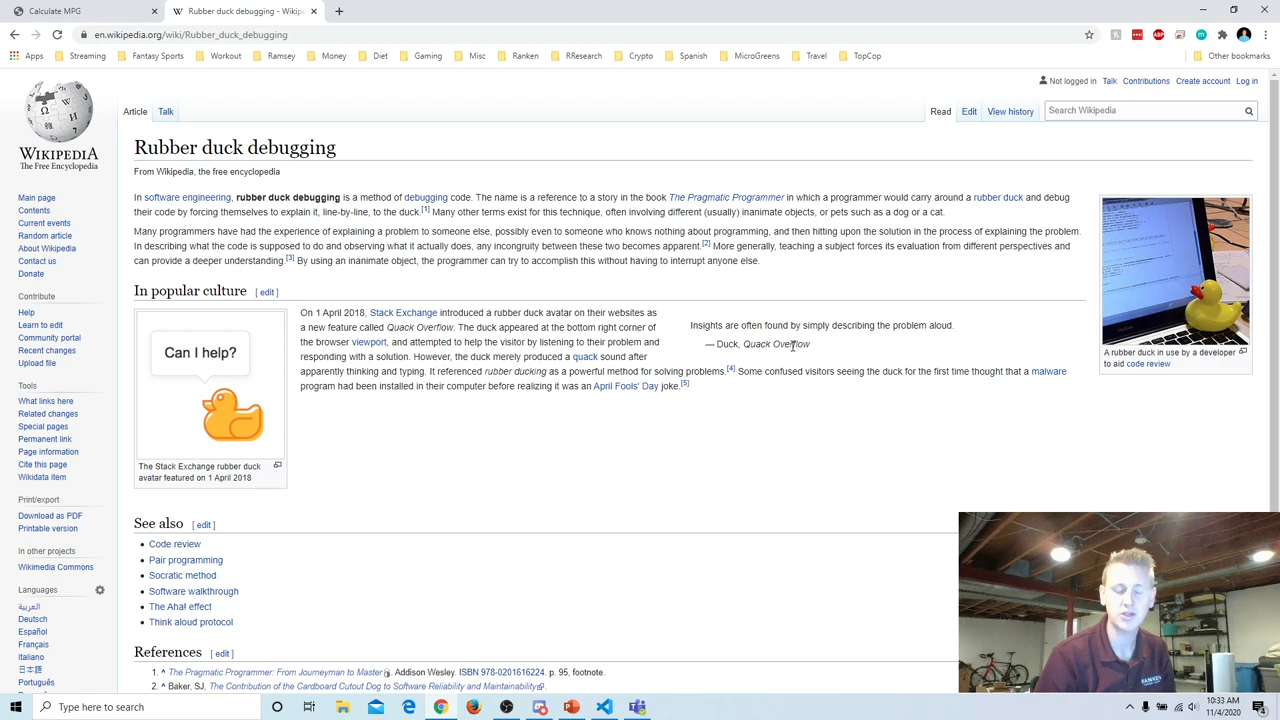 Calculate MPG
Rubber duck debugging - Wikip
en.wikipedia.org/wiki/Rubber_duck_debugging
Apps Streaming Fantasy Sports Workout Ramsey Money Diet Gaming Misc Ranken RResearch Crypto Spanish MicroGreens Travel TopCop Other bookmarks
Not logged in Talk Contributions Create account Log in
Article Talk Read Edit View history Search Wikipedia
WIKIPEDIA
The Free Encyclopedia
Main page
Contents
Current events
Random article
About Wikipedia
Contact us
Donate
Contribute
Help
Learn to edit
Community portal
Recent changes
Upload file
Tools
What links here
Related changes
Special pages
Permanent link
Page information
Cite this page
Wikidata item
Print/export
Download as PDF
Printable version
In other projects
Wikimedia Commons
Languages
العربية
Deutsch
Español
Français
Italiano
日本語
Português
Rubber duck debugging
From Wikipedia, the free encyclopedia
In software engineering, rubber duck debugging is a method of debugging code. The name is a reference to a story in the book The Pragmatic Programmer in which a programmer would carry around a rubber duck and debug
their code by forcing themselves to explain it, line-by-line, to the duck.[1] Many other terms exist for this technique, often involving different (usually) inanimate objects, or pets such as a dog or a cat.
Many programmers have had the experience of explaining a problem to someone else, possibly even to someone who knows nothing about programming, and then hitting upon the solution in the process of explaining the problem.
In describing what the code is supposed to do and observing what it actually does, any incongruity between these two becomes apparent.[2] More generally, teaching a subject forces its evaluation from different perspectives and
can provide a deeper understanding.[3] By using an inanimate object, the programmer can try to accomplish this without having to interrupt anyone else.
A rubber duck in use by a developer
to aid code review
In popular culture [ edit ]
Can I help?
The Stack Exchange rubber duck
avatar featured on 1 April 2018
On 1 April 2018, Stack Exchange introduced a rubber duck avatar on their websites as
a new feature called Quack Overflow. The duck appeared at the bottom right corner of
the browser viewport, and attempted to help the visitor by listening to their problem and
responding with a solution. However, the duck merely produced a quack sound after
apparently thinking and typing. It referenced rubber ducking as a powerful method for solving problems.[4] Some confused visitors seeing the duck for the first time thought that a malware
program had been installed in their computer before realizing it was an April Fools' Day joke.[5]
Insights are often found by simply describing the problem aloud.
— Duck, Quack Overflow
See also [ edit ]
Code review
Pair programming
Socratic method
Software walkthrough
The Aha! effect
Think aloud protocol
References [ edit ]
1. ^ The Pragmatic Programmer: From Journeyman to Master. Addison Wesley. ISBN 978-0201616224. p. 95, footnote.
2. ^ Baker, SJ, The Contribution of the Cardboard Cutout Dog to Software Reliability and Maintainability.
RANKEN
Type here to search
10:33 AM
11/4/2020
4